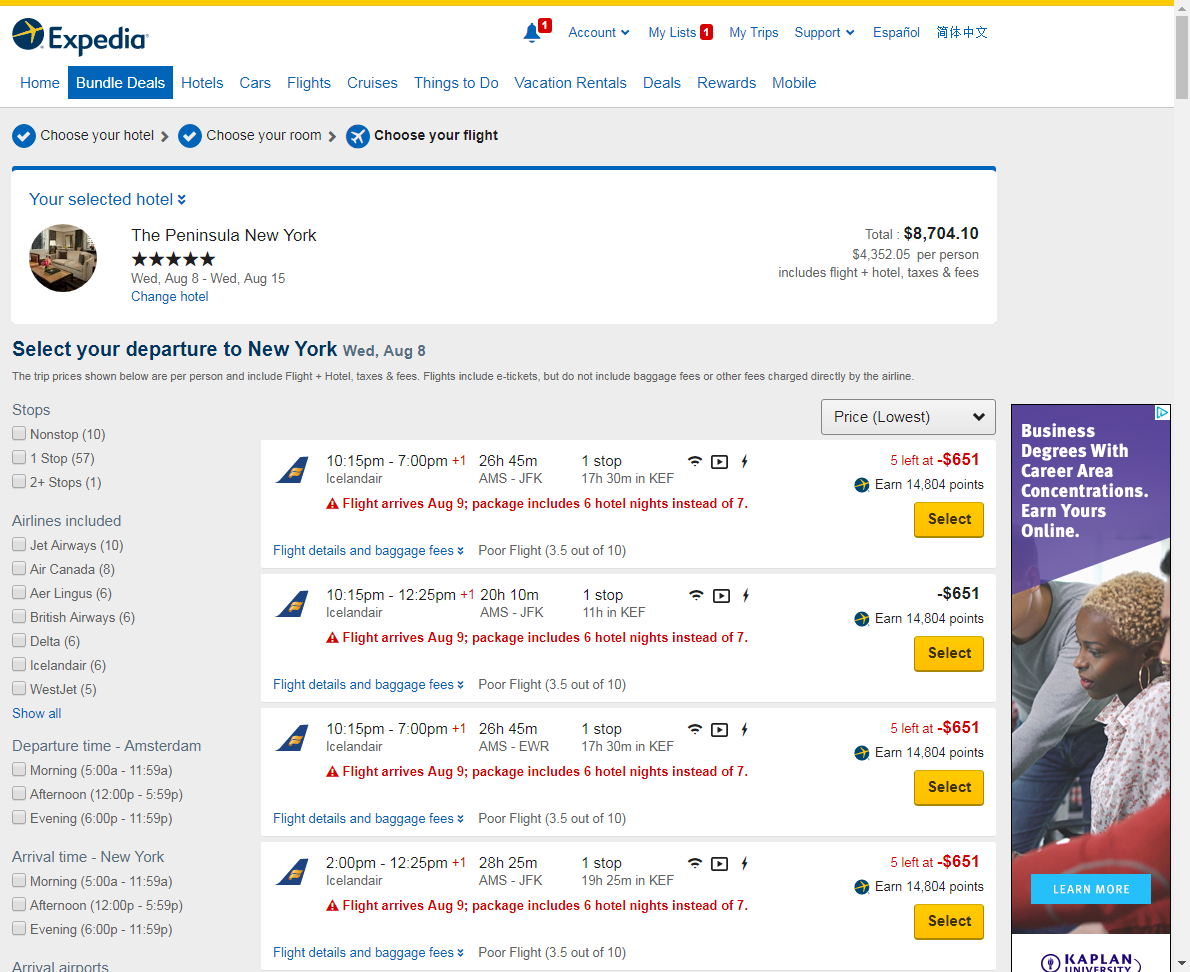 Expedia
1
Account
My Lists 1
My Trips
Support
Español
简体中文
Home
Bundle Deals
Hotels
Cars
Flights
Cruises
Things to Do
Vacation Rentals
Deals
Rewards
Mobile
Choose your hotel
Choose your room
Choose your flight
Your selected hotel
The Peninsula New York
Wed, Aug 8 - Wed, Aug 15
Change hotel
Total : $8,704.10
$4,352.05 per person
includes flight + hotel, taxes & fees
Select your departure to New York Wed, Aug 8
The trip prices shown below are per person and include Flight + Hotel, taxes & fees. Flights include e-tickets, but do not include baggage fees or other fees charged directly by the airline.
Stops
Nonstop (10)
1 Stop (57)
2+ Stops (1)
Airlines included
Jet Airways (10)
Air Canada (8)
Aer Lingus (6)
British Airways (6)
Delta (6)
Icelandair (6)
WestJet (5)
Show all
Departure time - Amsterdam
Morning (5:00a - 11:59a)
Afternoon (12:00p - 5:59p)
Evening (6:00p - 11:59p)
Arrival time - New York
Morning (5:00a - 11:59a)
Afternoon (12:00p - 5:59p)
Evening (6:00p - 11:59p)
Arrival airports
Price (Lowest)
10:15pm - 7:00pm +1 26h 45m 1 stop
Icelandair AMS - JFK 17h 30m in KEF
Flight arrives Aug 9; package includes 6 hotel nights instead of 7.
Flight details and baggage fees Poor Flight (3.5 out of 10)
5 left at -$651
Earn 14,804 points
Select
10:15pm - 12:25pm +1 20h 10m 1 stop
Icelandair AMS - JFK 11h in KEF
Flight arrives Aug 9; package includes 6 hotel nights instead of 7.
Flight details and baggage fees Poor Flight (3.5 out of 10)
-$651
Earn 14,804 points
Select
10:15pm - 7:00pm +1 26h 45m 1 stop
Icelandair AMS - EWR 17h 30m in KEF
Flight arrives Aug 9; package includes 6 hotel nights instead of 7.
Flight details and baggage fees Poor Flight (3.5 out of 10)
5 left at -$651
Earn 14,804 points
Select
2:00pm - 12:25pm +1 28h 25m 1 stop
Icelandair AMS - JFK 19h 25m in KEF
Flight arrives Aug 9; package includes 6 hotel nights instead of 7.
Flight details and baggage fees Poor Flight (3.5 out of 10)
5 left at -$651
Earn 14,804 points
Select
Business
Degrees With
Career Area
Concentrations.
Earn Yours
Online.
LEARN MORE
KAPLAN
UNIVERSITY